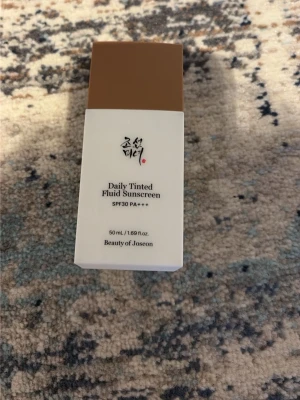 조선
미녀
Daily Tinted
Fluid Sunscreen
SPF30 PA+++
50 mL / 1.69 fl.oz.
Beauty of Joseon